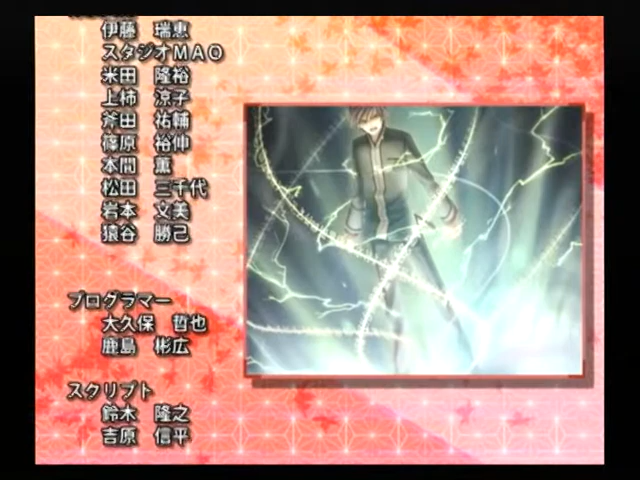 伊藤 瑞恵
スタジオMAO
米田 隆裕
上柿 涼子
斧田 祐輔
篠原 裕伸
本間 薫
松田 三千代
岩本 文美
猿谷 勝己
プログラマー
大久保 哲也
鹿島 彬広
スクリプト
鈴木 隆之
吉原 信平